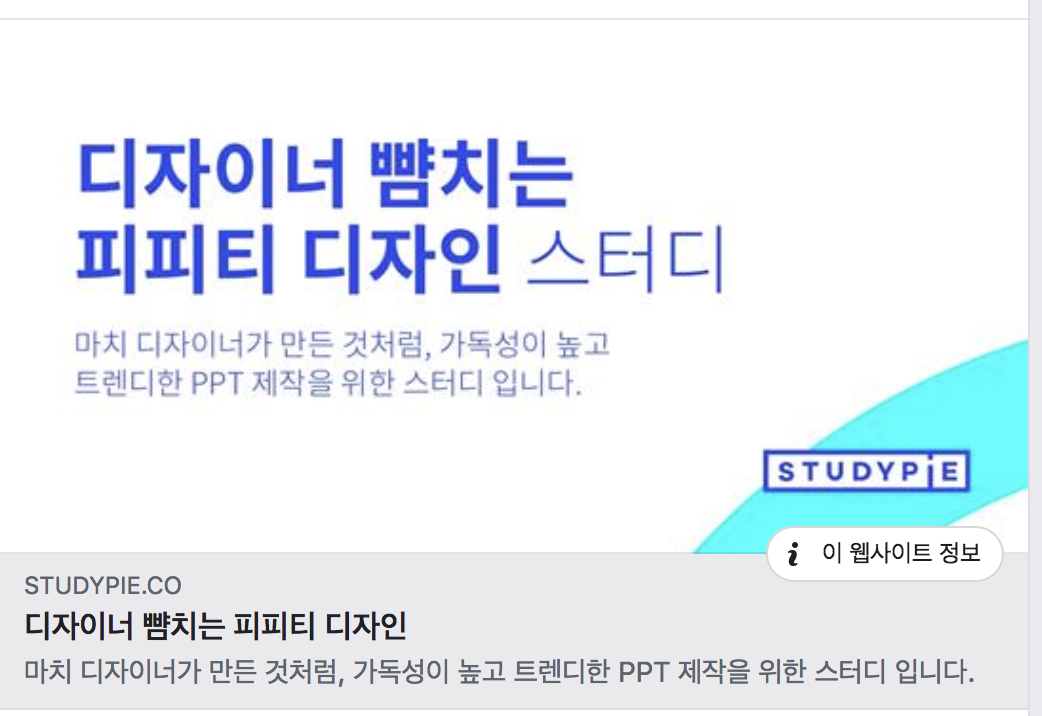 디자이너 뺨치는
피피티 디자인 스터디
마치 디자이너가 만든 것처럼, 가독성이 높고
트렌디한 PPT 제작을 위한 스터디 입니다.
STUDYPiE
i 이 웹사이트 정보
STUDYPIE.CO
디자이너 뺨치는 피피티 디자인
마치 디자이너가 만든 것처럼, 가독성이 높고 트렌디한 PPT 제작을 위한 스터디 입니다.